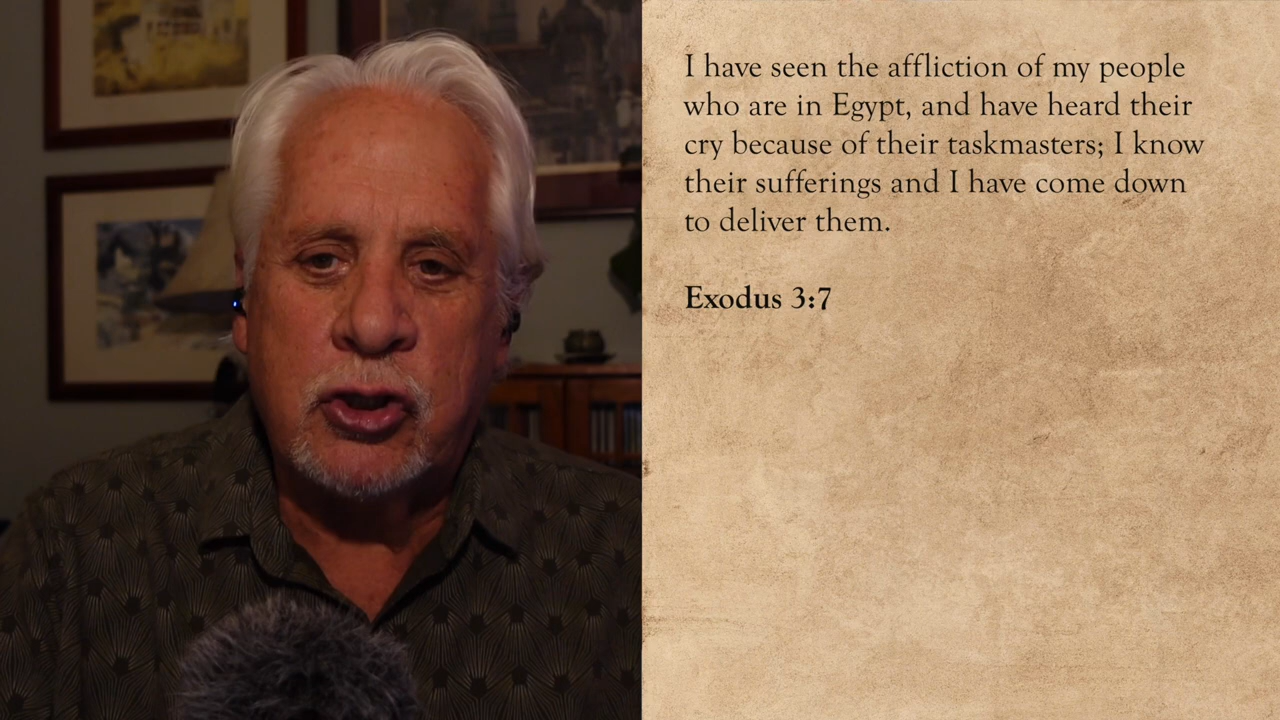 I have seen the affliction of my people
who are in Egypt, and have heard their
cry because of their taskmasters; I know
their sufferings and I have come down
to deliver them.
Exodus 3:7